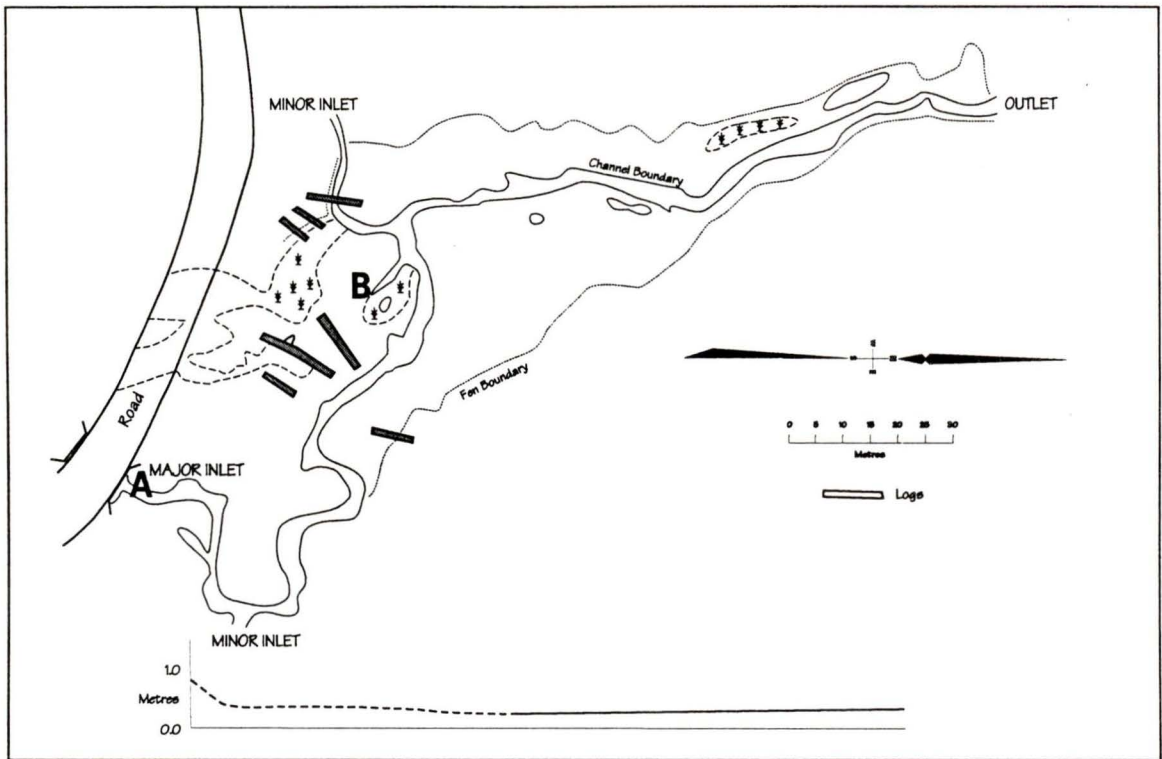 MINOR INLET
OUTLET
Channel Boundary
B
Fen Boundary
Road
0 5 10 15 20 25 30
Metres
A MAJOR INLET
Logs
MINOR INLET
1.0
Metres
0.0